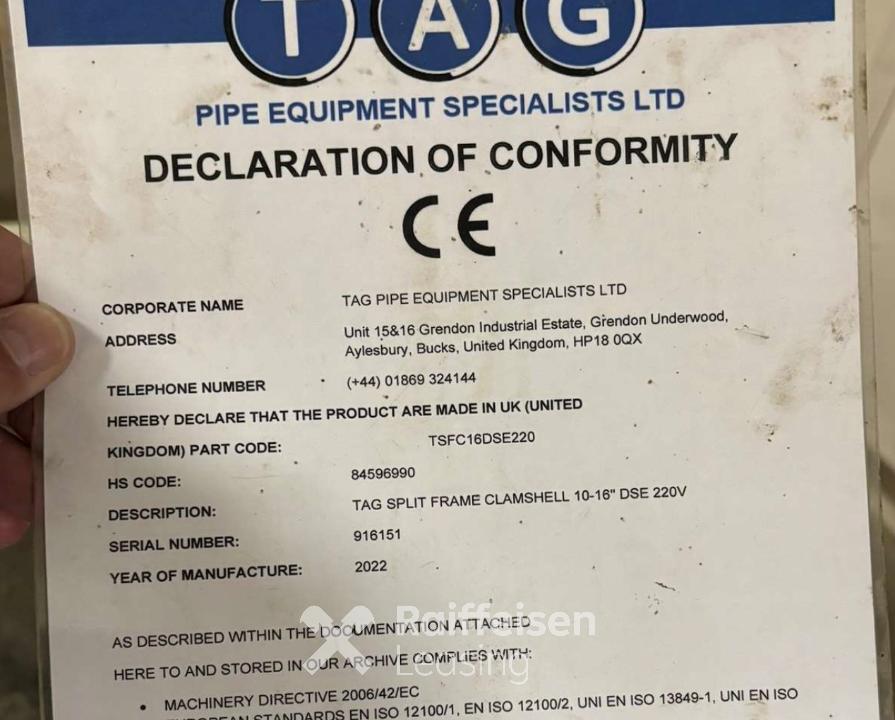 TAG
PIPE EQUIPMENT SPECIALISTS LTD
DECLARATION OF CONFORMITY
CE
CORPORATE NAME TAG PIPE EQUIPMENT SPECIALISTS LTD
ADDRESS Unit 15&16 Grendon Industrial Estate, Grendon Underwood,
Aylesbury, Bucks, United Kingdom, HP18 0QX
TELEPHONE NUMBER (+44) 01869 324144
HEREBY DECLARE THAT THE PRODUCT ARE MADE IN UK (UNITED
KINGDOM) PART CODE: TSFC16DSE220
HS CODE: 84596990
DESCRIPTION: TAG SPLIT FRAME CLAMSHELL 10-16" DSE 220V
SERIAL NUMBER: 916151
YEAR OF MANUFACTURE: 2022
AS DESCRIBED WITHIN THE DOCUMENTATION ATTACHED
HERE TO AND STORED IN OUR ARCHIVE COMPLIES WITH:
Raiffeisen
Leasing
• MACHINERY DIRECTIVE 2006/42/EC
EUROPEAN STANDARDS EN ISO 12100/1, EN ISO 12100/2, UNI EN ISO 13849-1, UNI EN ISO